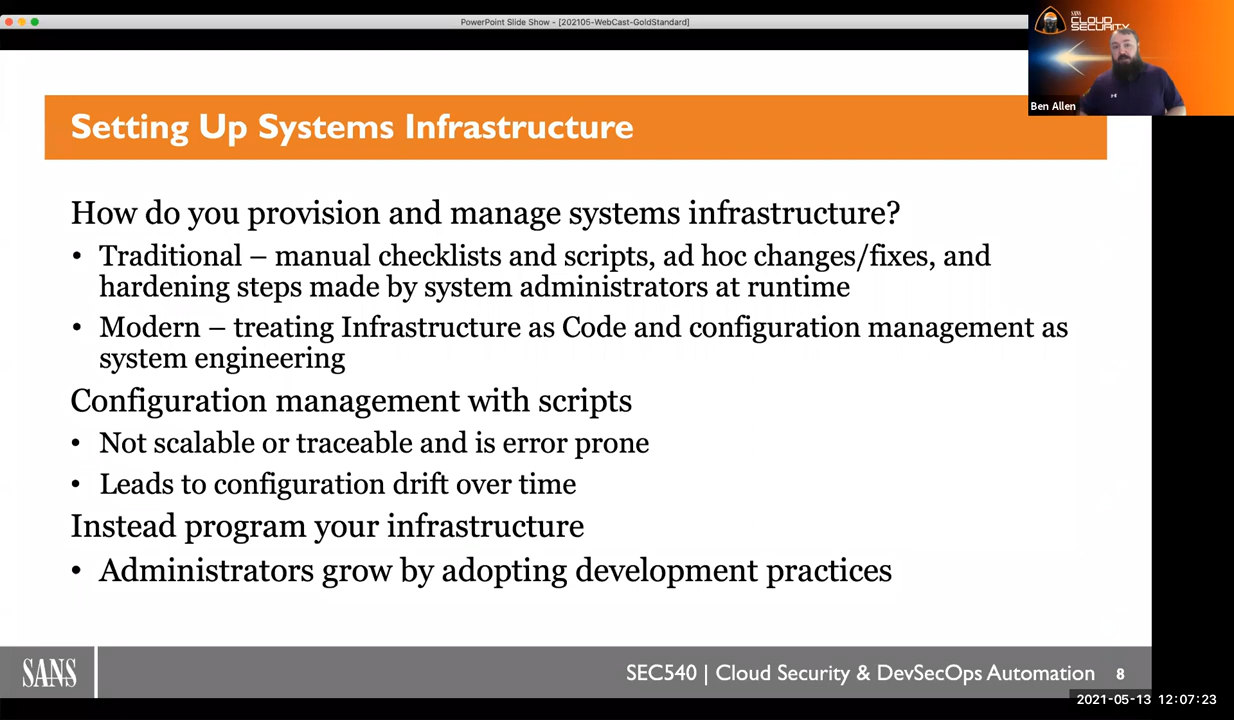 PowerPoint Slide Show - [202105-WebCast-GoldStandard]
SANS
CLOUD
SECURITY
Ben Allen
Setting Up Systems Infrastructure
How do you provision and manage systems infrastructure?
• Traditional – manual checklists and scripts, ad hoc changes/fixes, and
hardening steps made by system administrators at runtime
• Modern – treating Infrastructure as Code and configuration management as
system engineering
Configuration management with scripts
• Not scalable or traceable and is error prone
• Leads to configuration drift over time
Instead program your infrastructure
• Administrators grow by adopting development practices
SANS
SEC540 | Cloud Security & DevSecOps Automation 8
2021-05-13 12:07:23